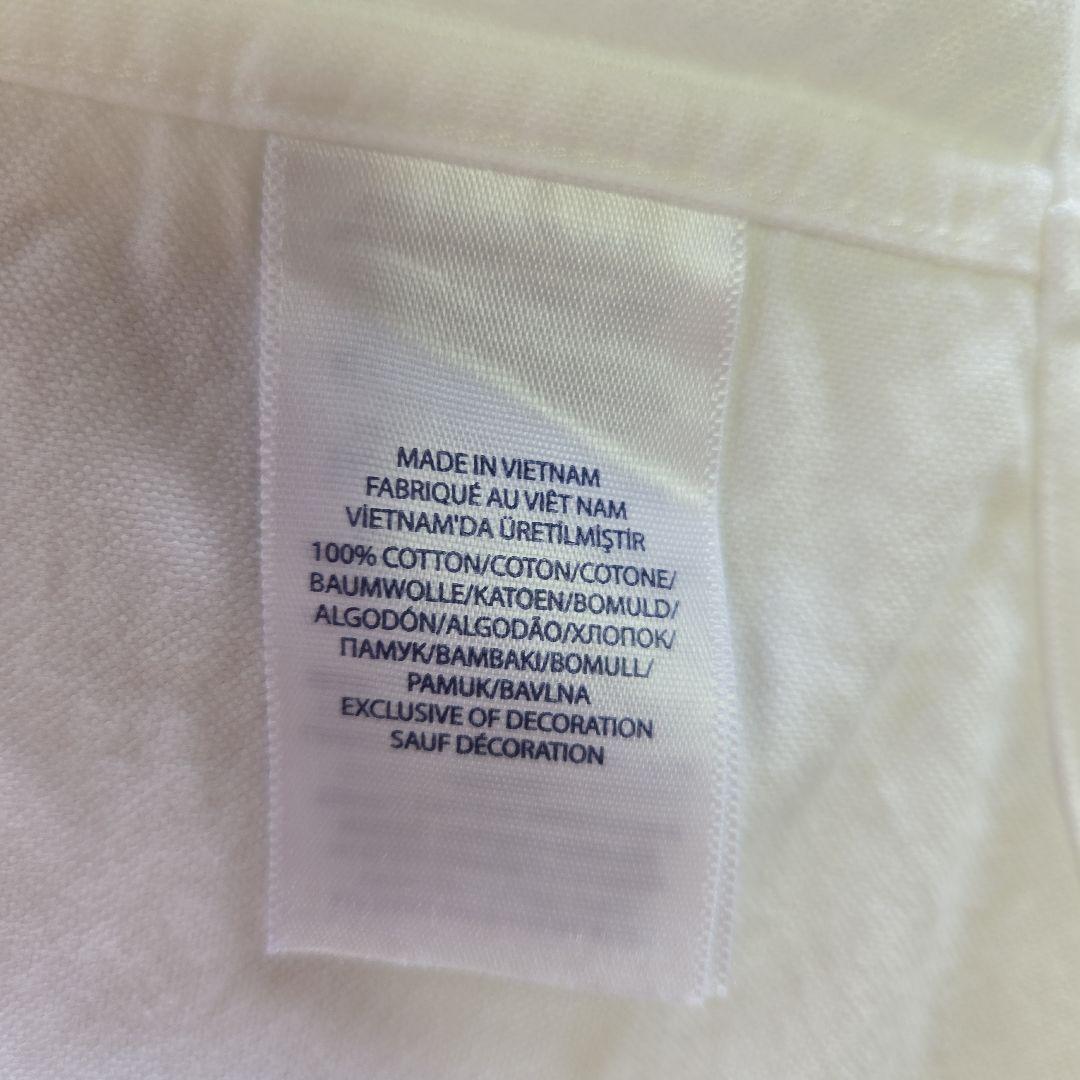 MADE IN VIETNAM
FABRIQUÉ AU VIÊT NAM
VİETNAM'DA ÜRETİLMİŞTİR
100% COTTON/COTON/COTONE/
BAUMWOLLE/KATOEN/BOMULD/
ALGODÓN/ALGODÃO/ХЛОПОК/
ПАМУК/BAMBAKI/BOMULL/
PAMUK/BAVLNA
EXCLUSIVE OF DECORATION
SAUF DÉCORATION